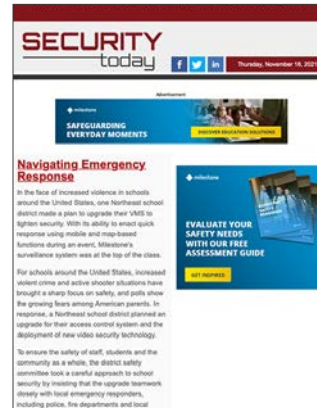 SECURITY
today
Thursday, November 18, 2021
Advertisement
milestone
SAFEGUARDING
EVERYDAY MOMENTS
DISCOVER EDUCATION SOLUTIONS
Navigating Emergency
Response
In the face of increased violence in schools
around the United States, one Northeast school
district made a plan to upgrade their VMS to
tighten security. With its ability to enact quick
response using mobile and map-based
functions during an event, Milestone's
surveillance system was at the top of the class.
For schools around the United States, increased
violent crime and active shooter situations have
brought a sharp focus on safety, and polls show
the growing fears among American parents. In
response, a Northeast school district planned an
upgrade for their access control system and the
deployment of new video security technology.
To ensure the safety of staff, students and the
community as a whole, the district safety
committee took a careful approach to school
security by insisting that the upgrade teamwork
closely with local emergency responders,
including police, fire departments and local
milestone
EVALUATE YOUR
SAFETY NEEDS
WITH OUR FREE
ASSESSMENT GUIDE
GET INSPIRED